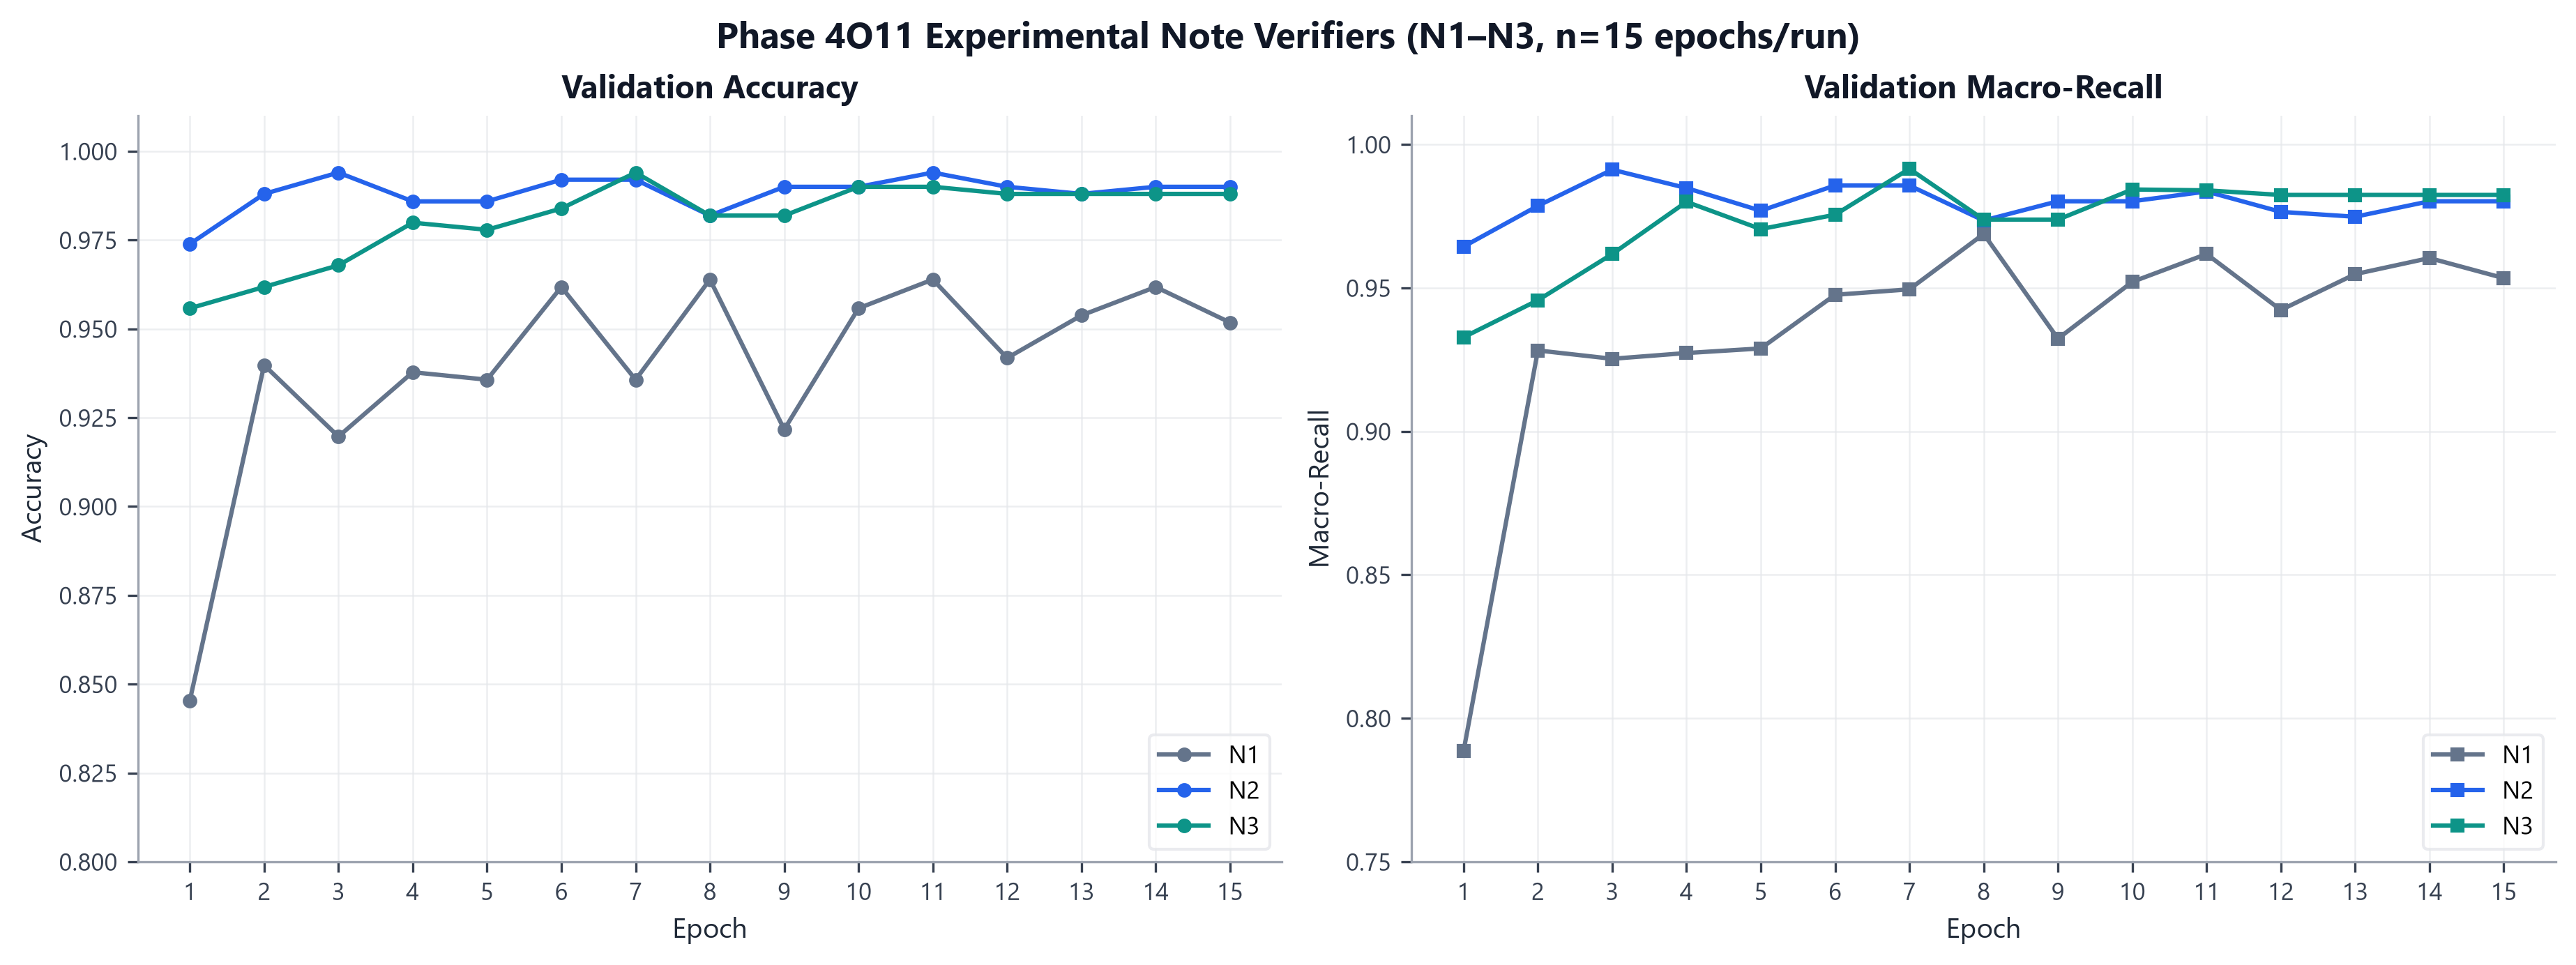 Phase 4O11 Experimental Note Verifiers (N1–N3, n=15 epochs/run)
Validation Accuracy
1.000
0.975
0.950
0.925
0.900
0.875
0.850
0.825
0.800
Accuracy
1 2 3 4 5 6 7 8 9 10 11 12 13 14 15
Epoch
N1
N2
N3
Validation Macro-Recall
1.00
0.95
0.90
0.85
0.80
0.75
Macro-Recall
1 2 3 4 5 6 7 8 9 10 11 12 13 14 15
Epoch
N1
N2
N3